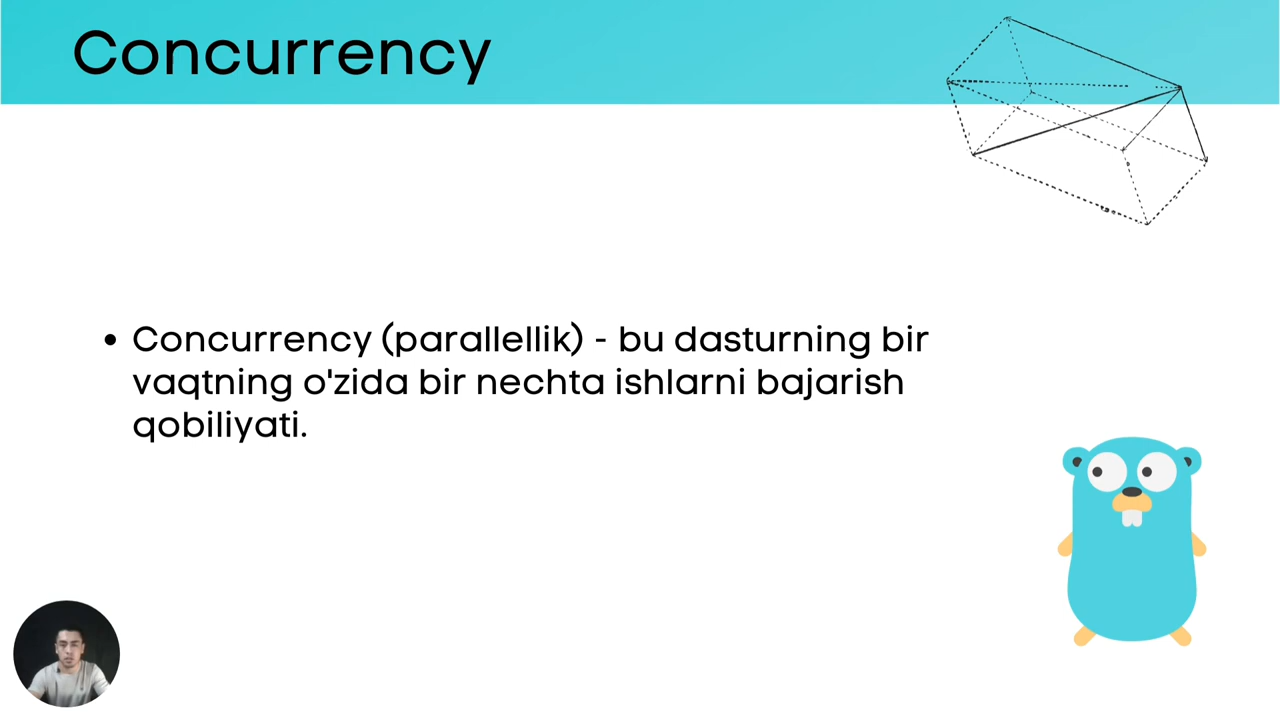 Concurrency
• Concurrency (parallellik) - bu dasturning bir
vaqtning o'zida bir nechta ishlarni bajarish
qobiliyati.